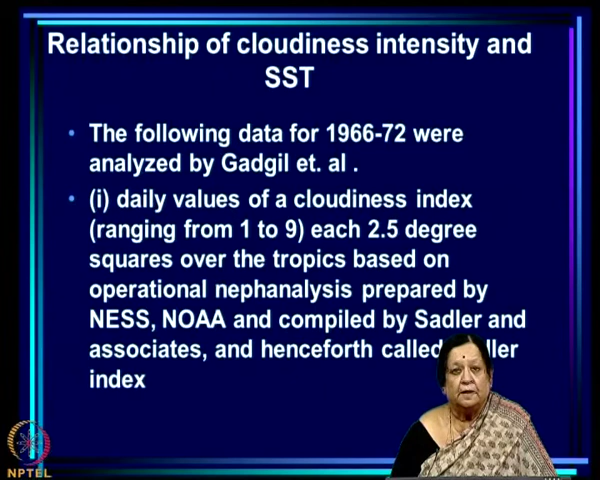 Relationship of cloudiness intensity and
SST
• The following data for 1966-72 were
analyzed by Gadgil et. al .
• (i) daily values of a cloudiness index
(ranging from 1 to 9) each 2.5 degree
squares over the tropics based on
operational nephanalysis prepared by
NESS, NOAA and compiled by Sadler and
associates, and henceforth called
index
NPTEL